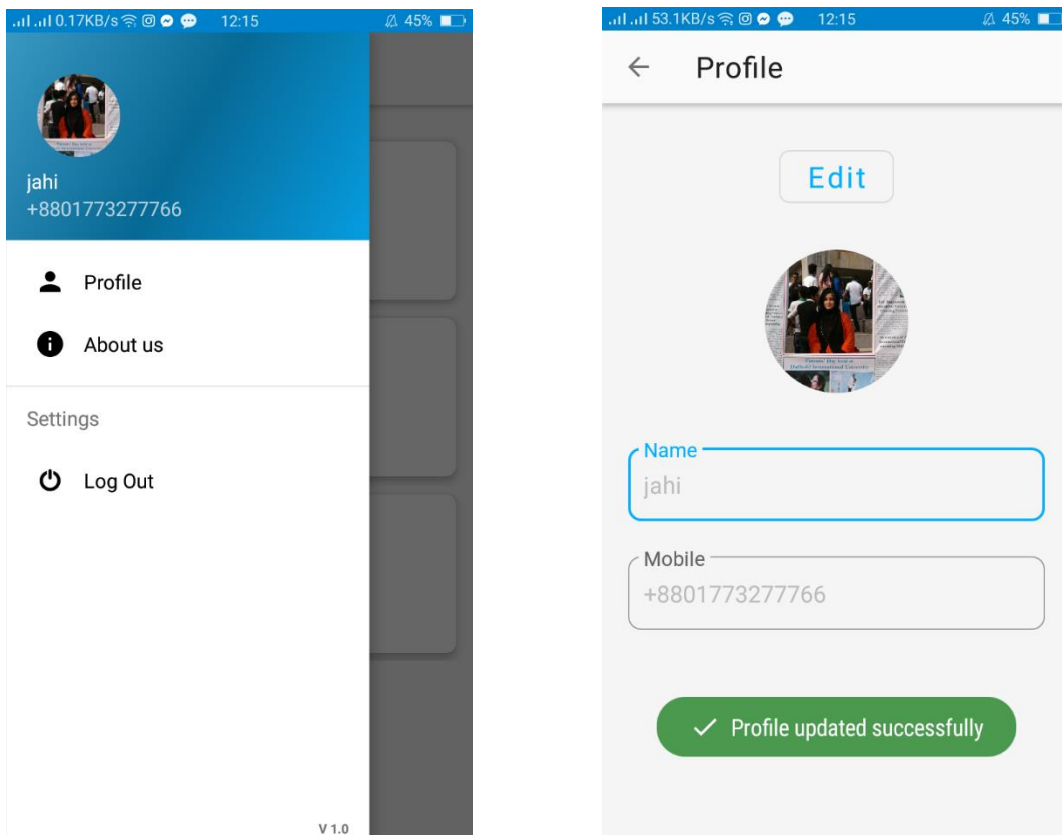 0.17KB/s 12:15 45%
jahi
+8801773277766
Profile
About us
Settings
Log Out
V 1.0
53.1KB/s 12:15 45%
Profile
Edit
Name
jahi
Mobile
+8801773277766
Profile updated successfully